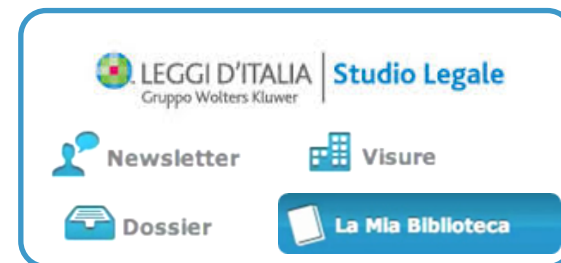 LEGGI D'ITALIA Studio Legale
Gruppo Wolters Kluwer
Newsletter Visure
Dossier La Mia Biblioteca